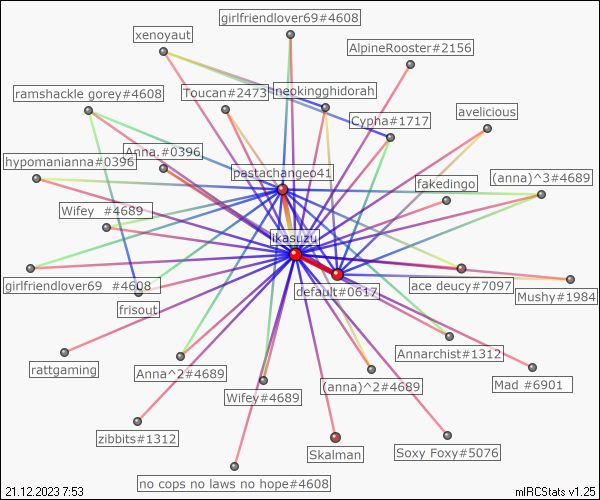 girlfriendlover69#4608
xenoyaut
AlpineRooster#2156
ramshackle gorey#4608
Toucan#2473
neokingghidorah
avelicious
Cypha#1717
hypomanianna#0396
Anna.#0396
pastachangeo41
fakedingo
(anna)^3#4689
Wifey _#4689
ikasuzu
girlfriendlover69 _#4608
default#0617
ace deucy#7097
Mushy#1984
frisout
Annarchist#1312
rattgaming
Anna^2#4689
(anna)^2#4689
Mad #6901
Wifey#4689
zibbits#1312
Skalman
Soxy Foxy#5076
no cops no laws no hope#4608
21.12.2023 7:53
mIRCStats v1.25